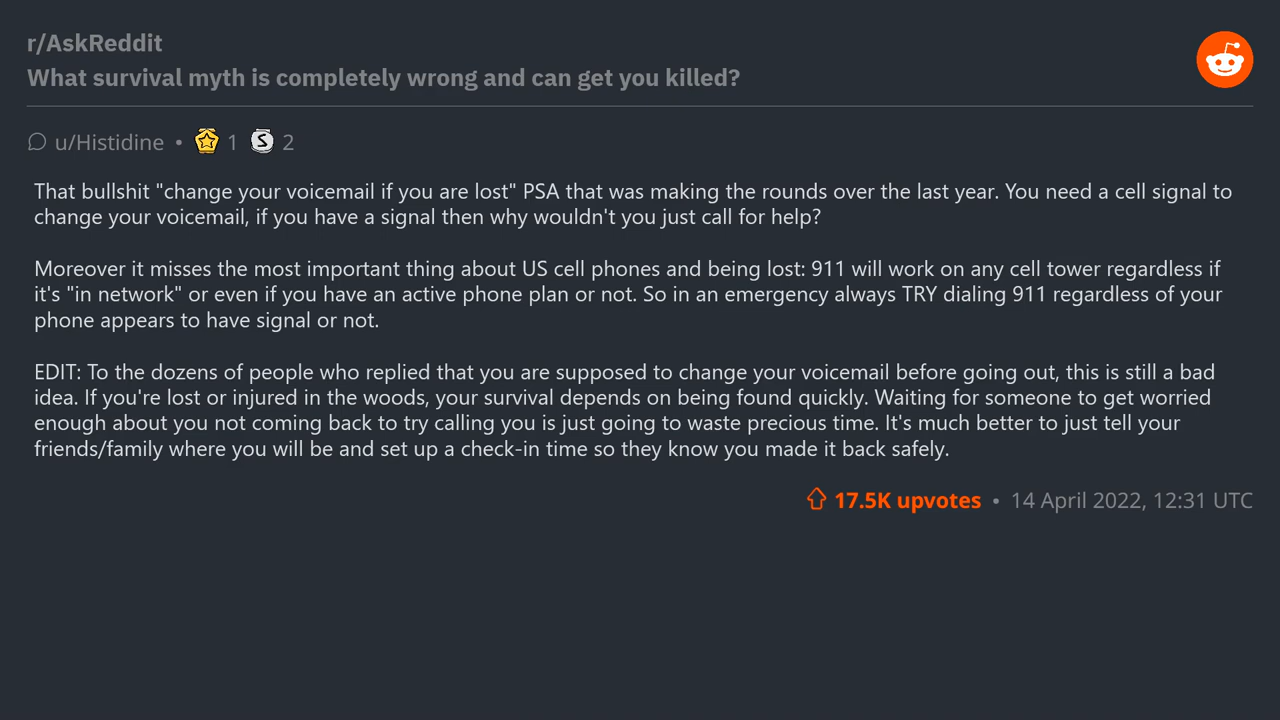 r/AskReddit
What survival myth is completely wrong and can get you killed?
u/Histidine • 1 S 2
That bullshit "change your voicemail if you are lost" PSA that was making the rounds over the last year. You need a cell signal to
change your voicemail, if you have a signal then why wouldn't you just call for help?
Moreover it misses the most important thing about US cell phones and being lost: 911 will work on any cell tower regardless if
it's "in network" or even if you have an active phone plan or not. So in an emergency always TRY dialing 911 regardless of your
phone appears to have signal or not.
EDIT: To the dozens of people who replied that you are supposed to change your voicemail before going out, this is still a bad
idea. If you're lost or injured in the woods, your survival depends on being found quickly. Waiting for someone to get worried
enough about you not coming back to try calling you is just going to waste precious time. It's much better to just tell your
friends/family where you will be and set up a check-in time so they know you made it back safely.
17.5K upvotes • 14 April 2022, 12:31 UTC